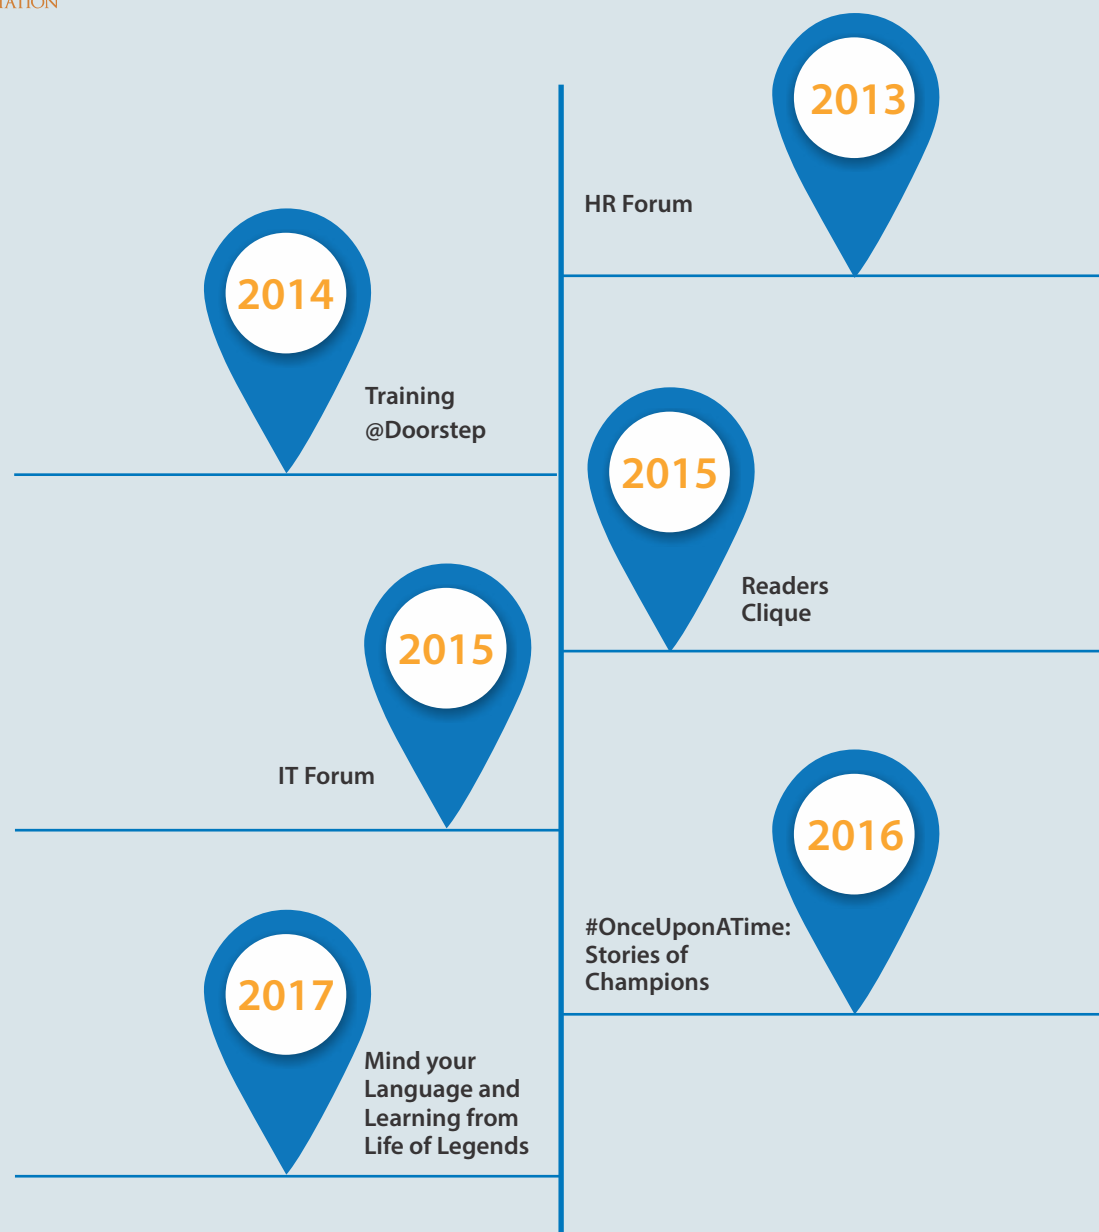 2013
HR Forum
2014
Training
@Doorstep
2015
Readers
Clique
2015
IT Forum
2016
#OnceUponATime:
Stories of
Champions
2017
Mind your
Language and
Learning from
Life of Legends